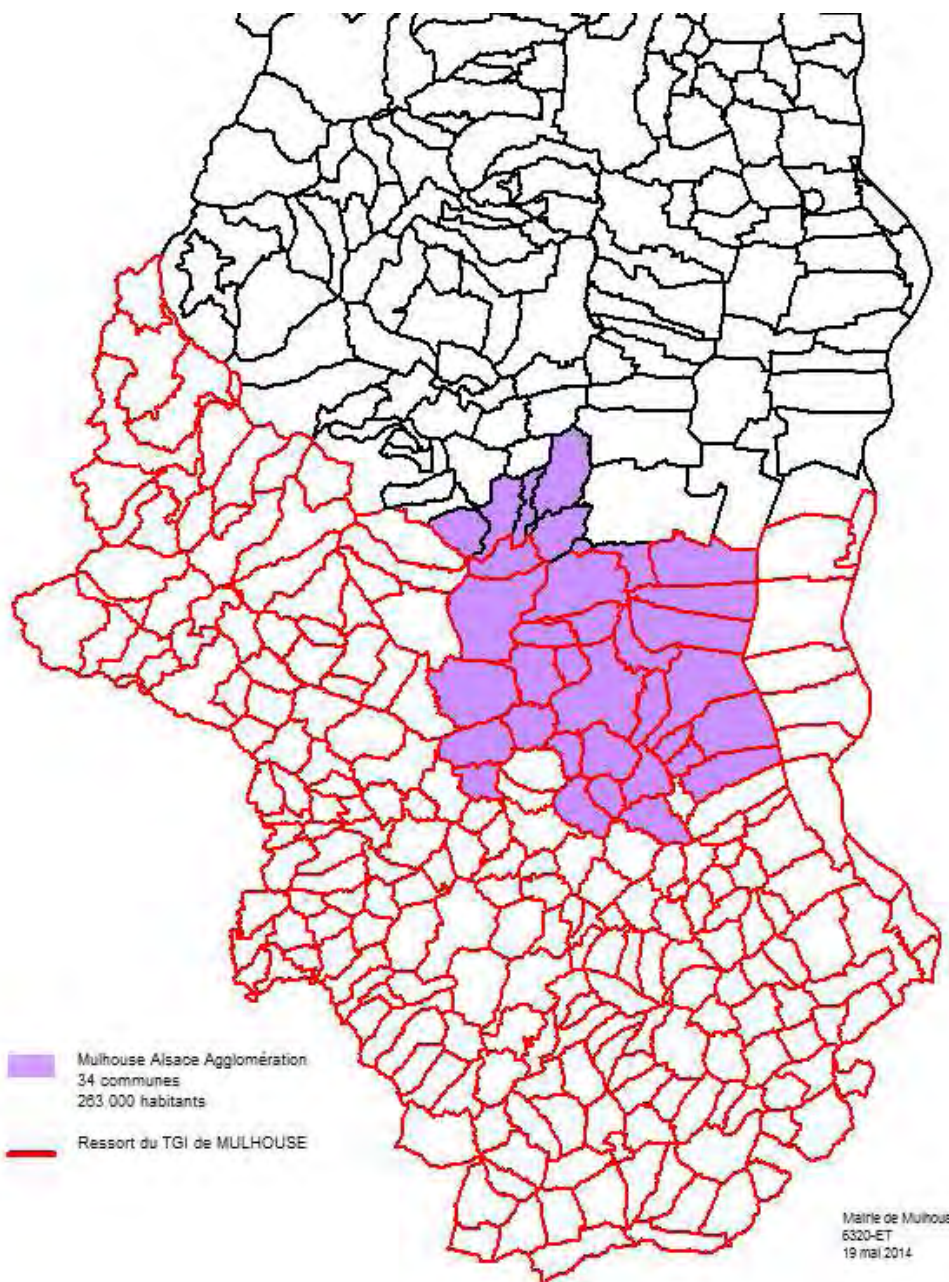 Mulhouse Alsace Agglomération
34 communes
263 000 habitants
Ressort du TGI de MULHOUSE
Mairie de Mulhous
6320-ET
19 mai 2014